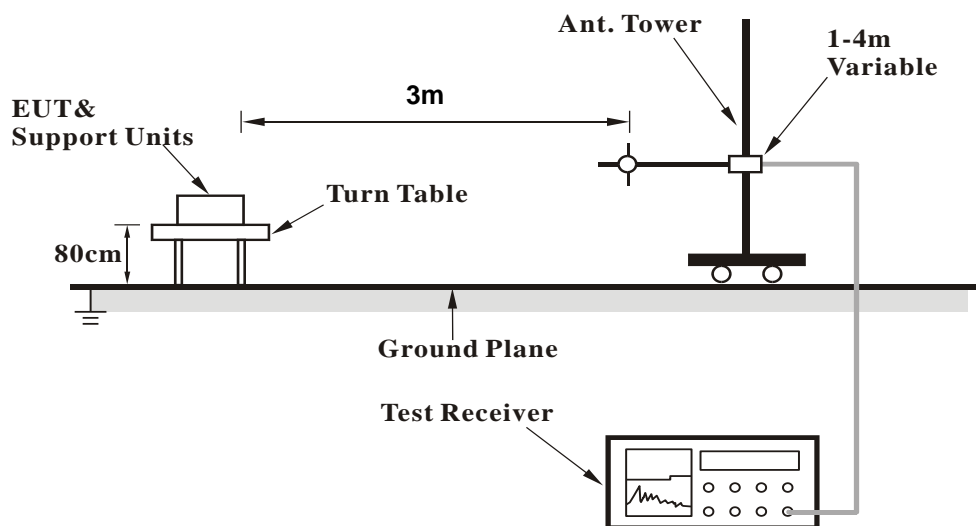 Ant. Tower
1-4m
Variable
3m
EUT&
Support Units
Turn Table
80cm
Ground Plane
Test Receiver